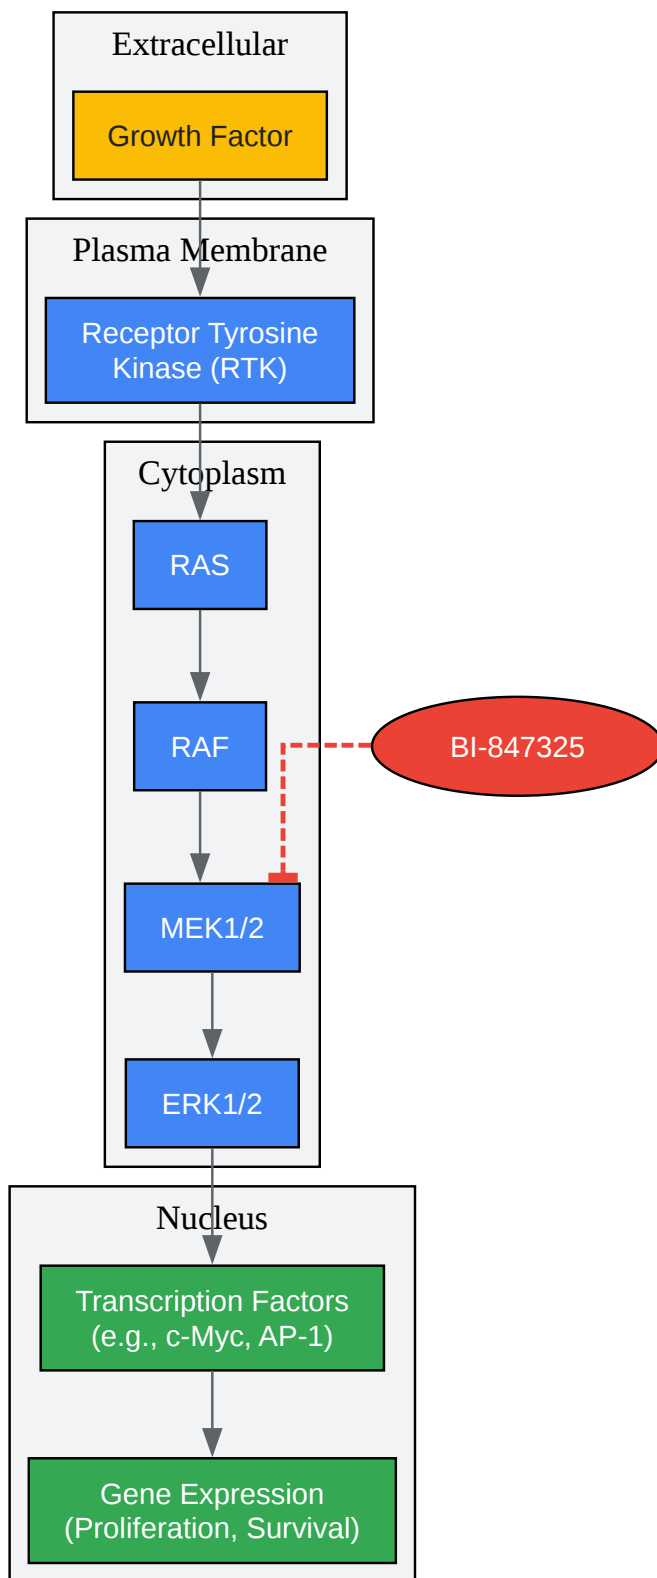 Extracellular
Growth Factor
Plasma Membrane
Receptor Tyrosine
Kinase (RTK)
Cytoplasm
RAS
RAF
BI-847325
MEK1/2
ERK1/2
Nucleus
Transcription Factors
(e.g., c-Myc, AP-1)
Gene Expression
(Proliferation, Survival)